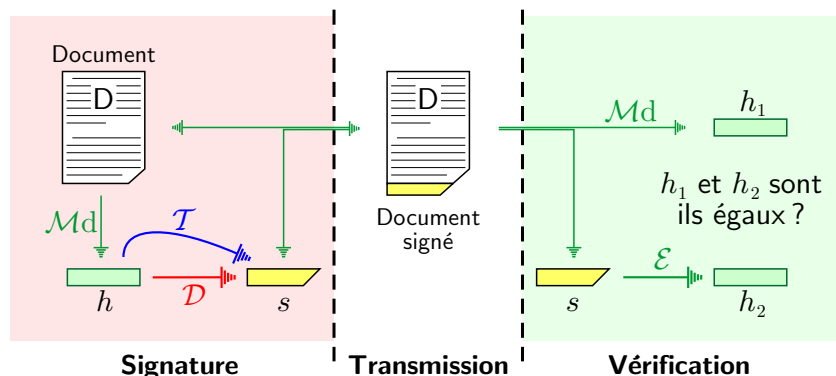 Document
D
ℳd
𝒯
𝒟
h
s
D
Document
signé
ℳd
h₁
h₁ et h₂ sont
ils égaux ?
s
ℰ
h₂
Signature
Transmission
Vérification